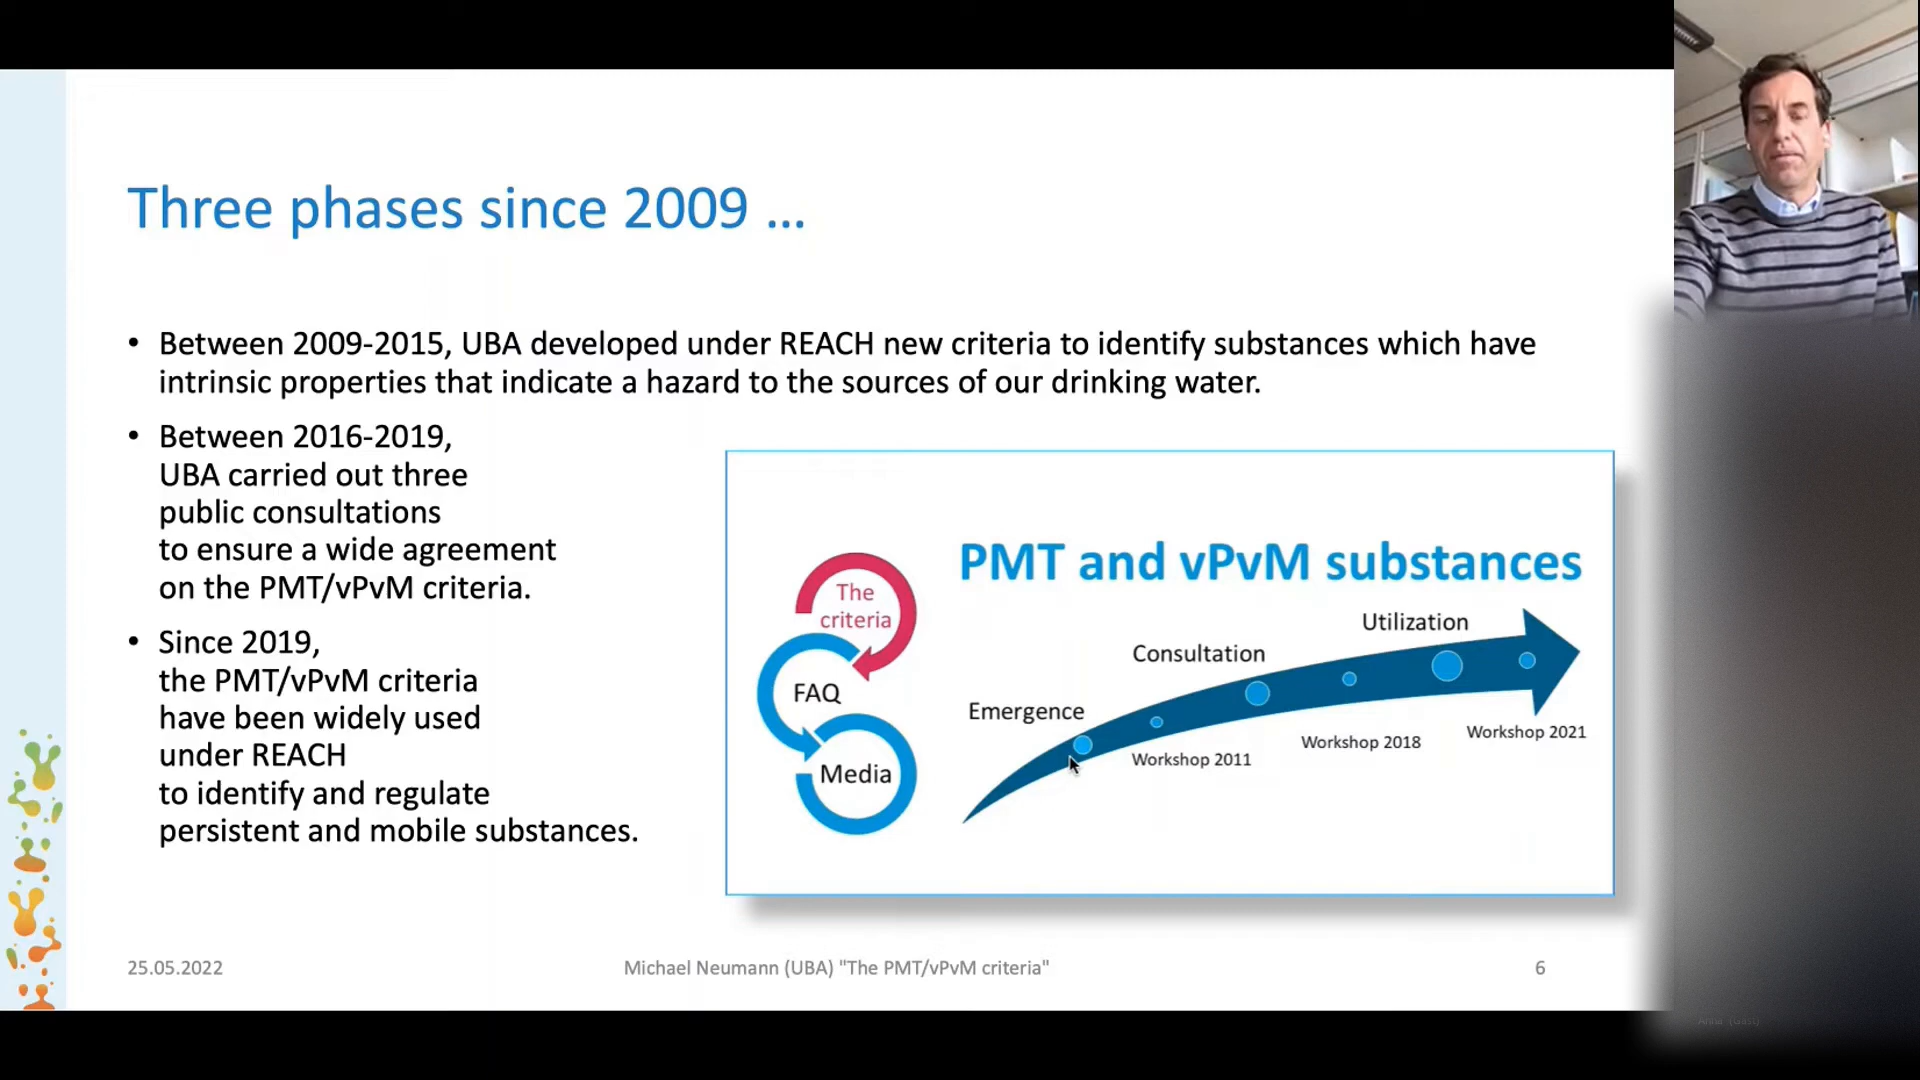 Three phases since 2009 ...
• Between 2009-2015, UBA developed under REACH new criteria to identify substances which have
intrinsic properties that indicate a hazard to the sources of our drinking water.
• Between 2016-2019,
UBA carried out three
public consultations
to ensure a wide agreement
on the PMT/vPvM criteria.
• Since 2019,
the PMT/vPvM criteria
have been widely used
under REACH
to identify and regulate
persistent and mobile substances.
The
criteria
FAQ
Media
PMT and vPvM substances
Emergence
Consultation
Utilization
Workshop 2011
Workshop 2018
Workshop 2021
25.05.2022
Michael Neumann (UBA) "The PMT/vPvM criteria"
6